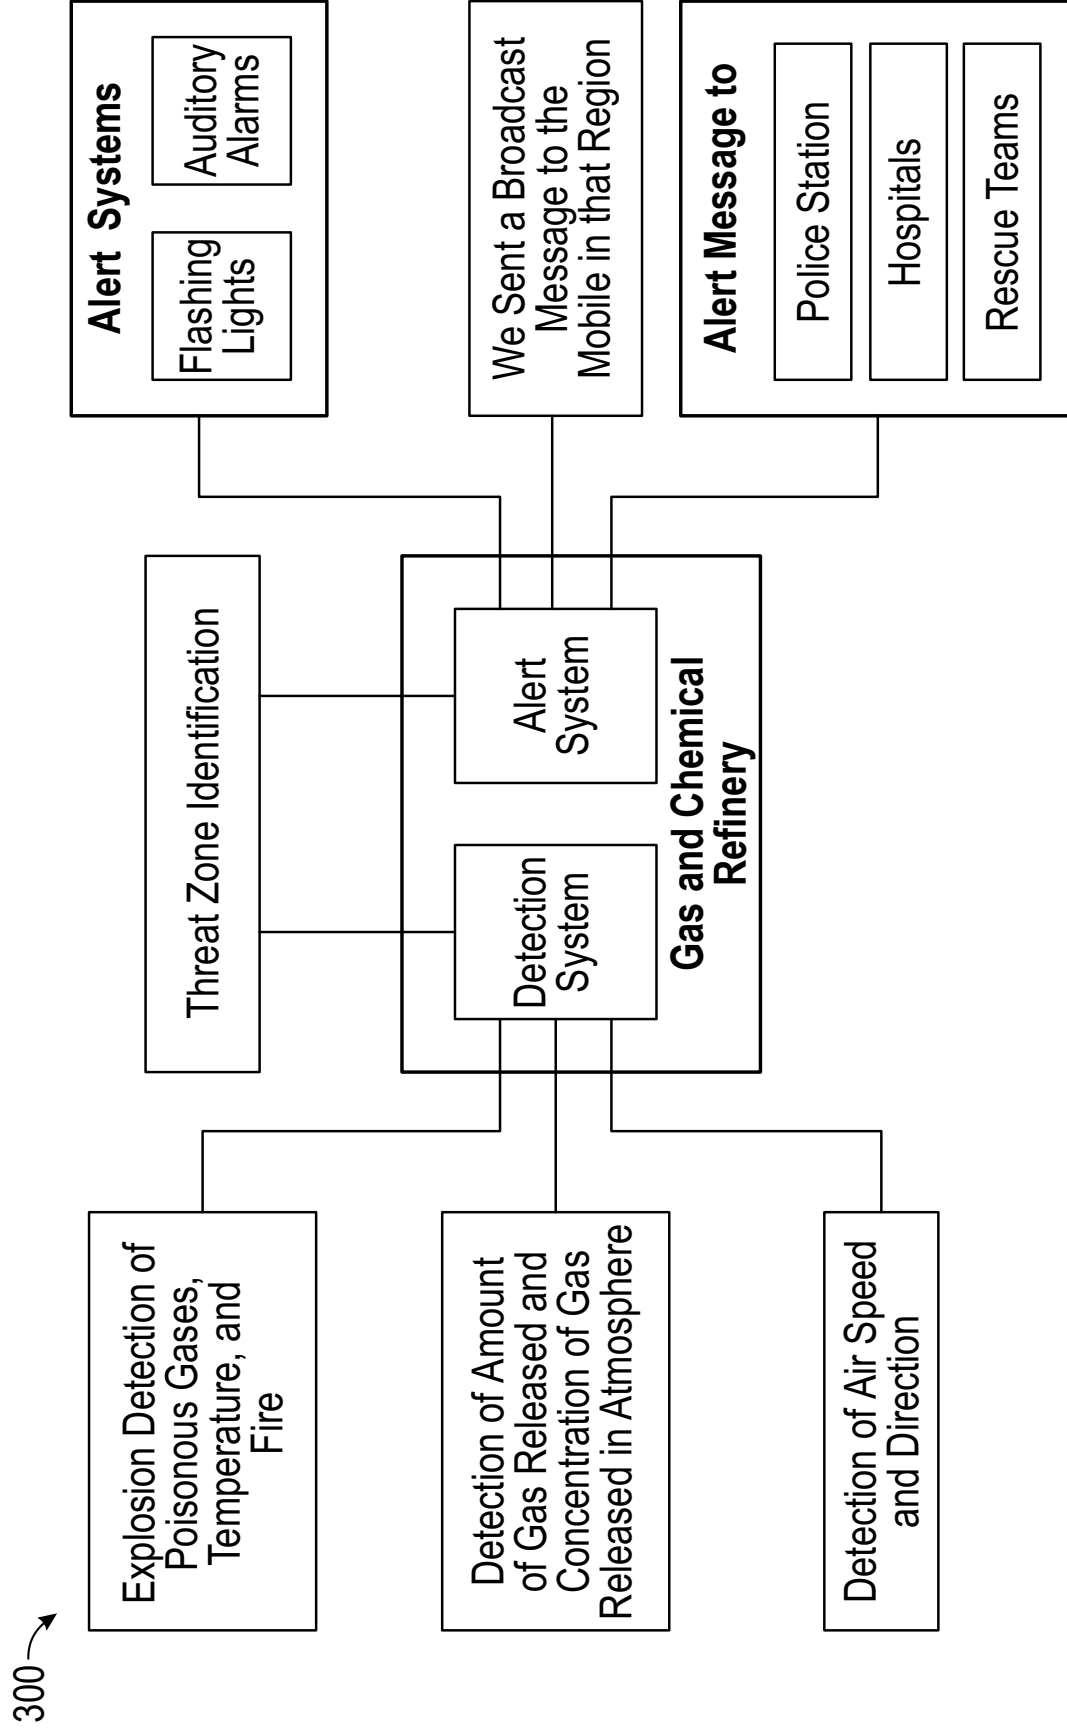 300
Explosion Detection of
Poisonous Gases,
Temperature, and
Fire
Detection of Amount
of Gas Released and
Concentration of Gas
Released in Atmosphere
Detection of Air Speed
and Direction
Threat Zone Identification
Detection
System
Alert
System
Gas and Chemical
Refinery
Alert Systems
Flashing
Lights
Auditory
Alarms
We Sent a Broadcast
Message to the
Mobile in that Region
Alert Message to
Police Station
Hospitals
Rescue Teams